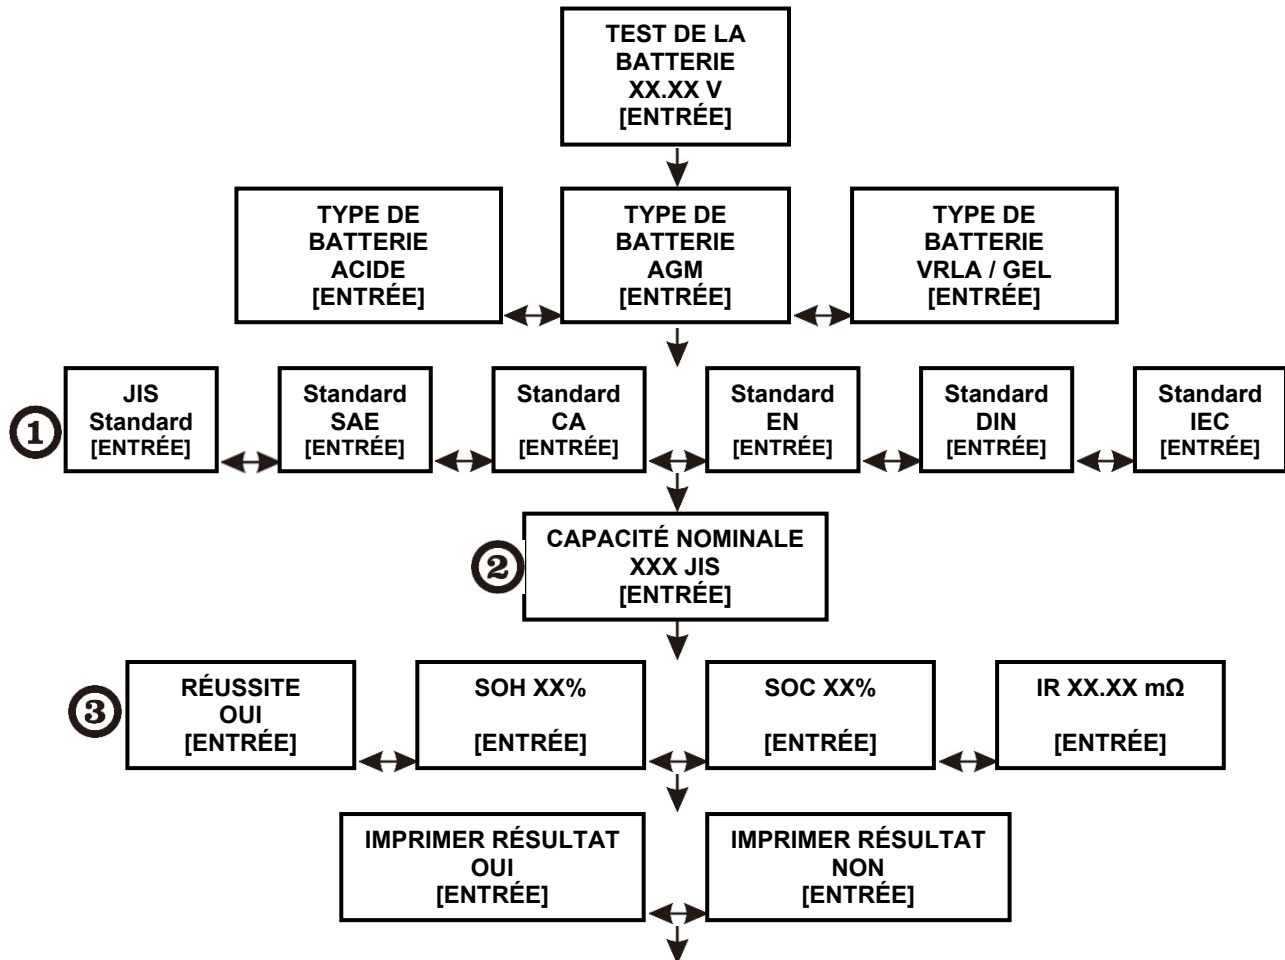 TEST DE LA
BATTERIE
XX.XX V
[ENTRÉE]
TYPE DE
BATTERIE
ACIDE
[ENTRÉE]
TYPE DE
BATTERIE
AGM
[ENTRÉE]
TYPE DE
BATTERIE
VRLA / GEL
[ENTRÉE]
1
JIS
Standard
[ENTRÉE]
Standard
SAE
[ENTRÉE]
Standard
CA
[ENTRÉE]
Standard
EN
[ENTRÉE]
Standard
DIN
[ENTRÉE]
Standard
IEC
[ENTRÉE]
2
CAPACITÉ NOMINALE
XXX JIS
[ENTRÉE]
3
RÉUSSITE
OUI
[ENTRÉE]
SOH XX%
[ENTRÉE]
SOC XX%
[ENTRÉE]
IR XX.XX mΩ
[ENTRÉE]
IMPRIMER RÉSULTAT
OUI
[ENTRÉE]
IMPRIMER RÉSULTAT
NON
[ENTRÉE]